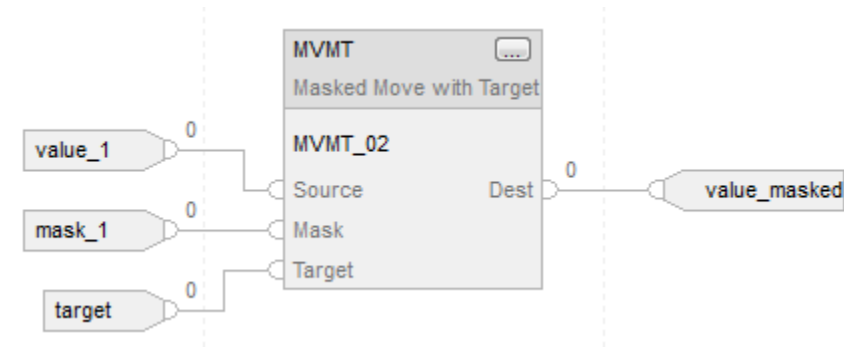 MVMT
...
Masked Move with Target
MVMT_02
value_1
0
Source
Dest
0
value_masked
mask_1
0
Mask
target
0
Target